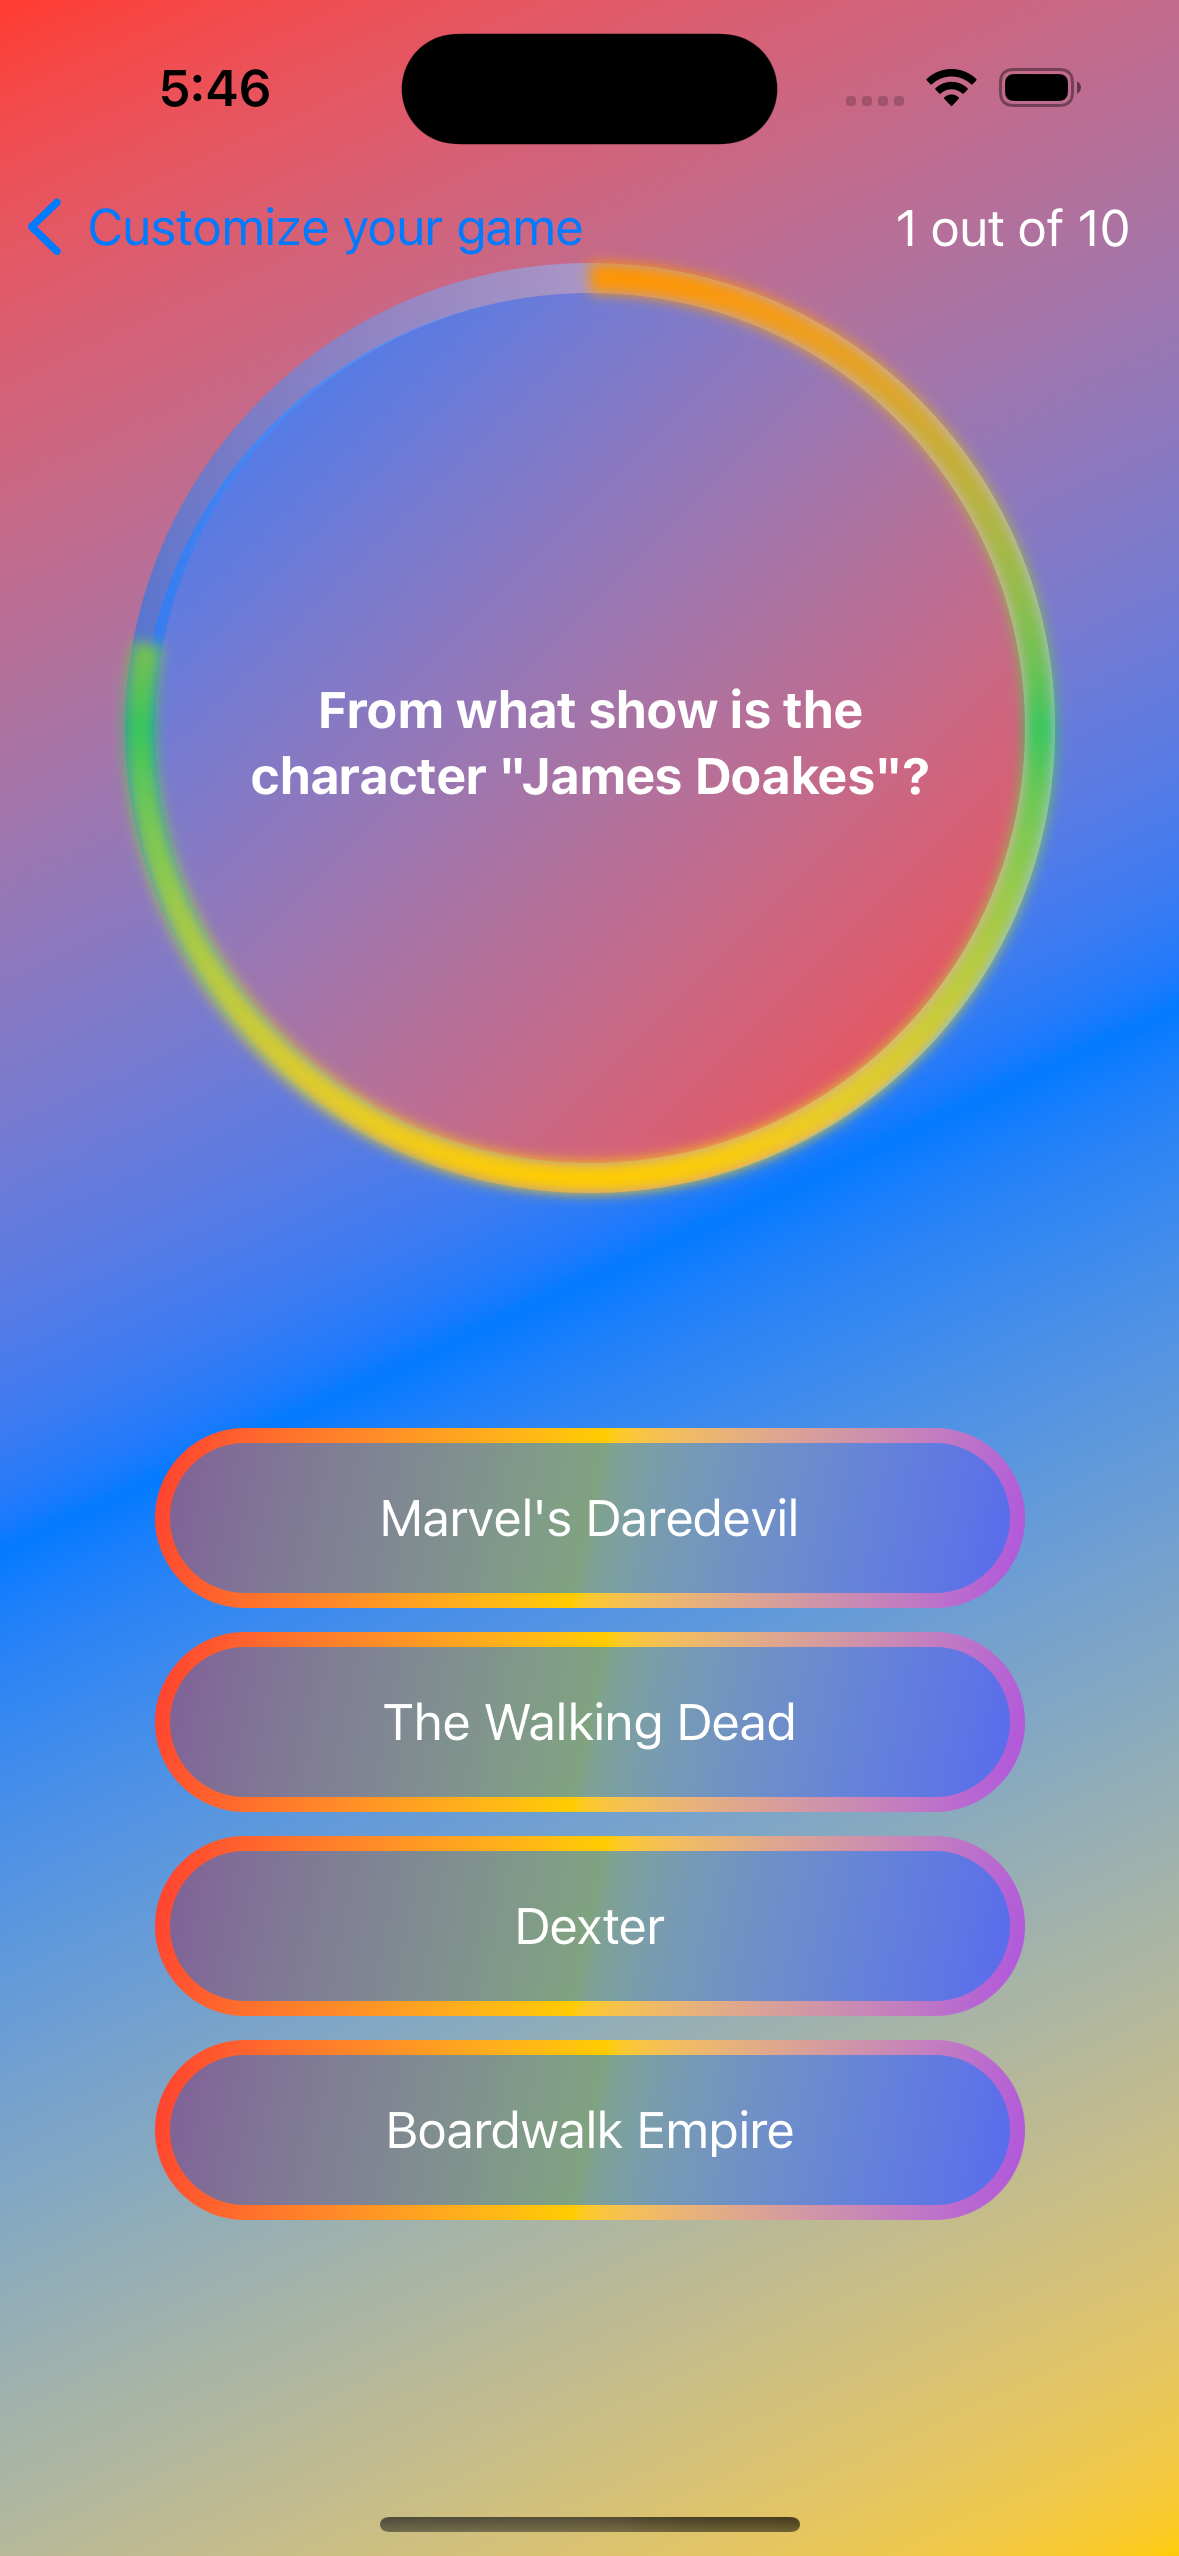 5:46
Customize your game
1 out of 10
From what show is the
character "James Doakes"?
Marvel's Daredevil
The Walking Dead
Dexter
Boardwalk Empire